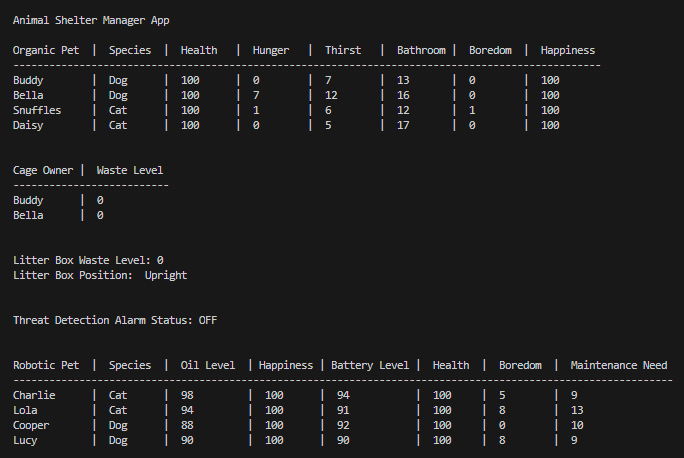 Animal Shelter Manager App
Organic Pet | Species | Health | Hunger | Thirst | Bathroom | Boredom | Happiness
--------------------------------------------------------------------------------------------------
Buddy | Dog | 100 | 0 | 7 | 13 | 0 | 100
Bella | Dog | 100 | 7 | 12 | 16 | 0 | 100
Snuffles | Cat | 100 | 1 | 6 | 12 | 1 | 100
Daisy | Cat | 100 | 0 | 5 | 17 | 0 | 100
Cage Owner | Waste Level
--------------------------
Buddy | 0
Bella | 0
Litter Box Waste Level: 0
Litter Box Position: Upright
Threat Detection Alarm Status: OFF
Robotic Pet | Species | Oil Level | Happiness | Battery Level | Health | Boredom | Maintenance Need
--------------------------------------------------------------------------------------------------------------
Charlie | Cat | 98 | 100 | 94 | 100 | 5 | 9
Lola | Cat | 94 | 100 | 91 | 100 | 8 | 13
Cooper | Dog | 88 | 100 | 92 | 100 | 0 | 10
Lucy | Dog | 90 | 100 | 90 | 100 | 8 | 9